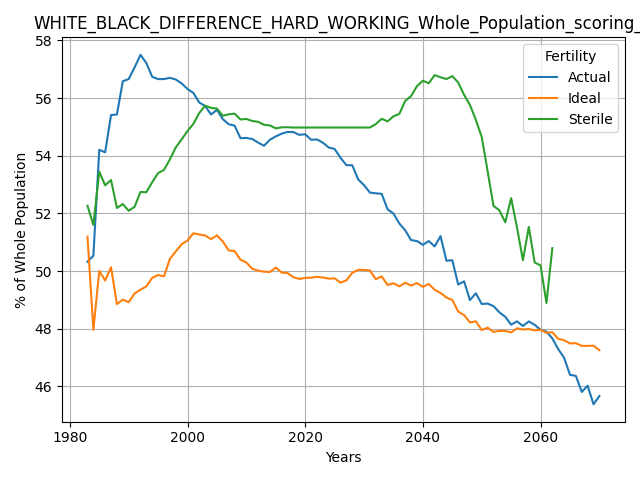 WHITE_BLACK_DIFFERENCE_HARD_WORKING_Whole_Population_scoring_
58
56
54
52
50
48
46
% of Whole Population
Fertility
Actual
Ideal
Sterile
1980
2000
2020
2040
2060
Years